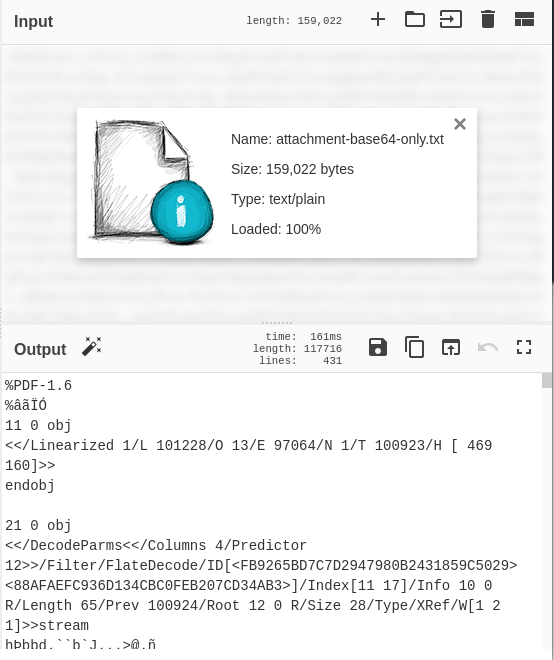 Input
length: 159,022
Name: attachment-base64-only.txt
Size: 159,022 bytes
Type: text/plain
Loaded: 100%
Output
time: 161ms
length: 117716
lines: 431
%PDF-1.6
%âãÏÓ
11 0 obj
<</Linearized 1/L 101228/O 13/E 97064/N 1/T 100923/H [ 469
160]>>
endobj
21 0 obj
<</DecodeParms<</Columns 4/Predictor
12>>/Filter/FlateDecode/ID[<FB9265BD7C7D2947980B2431859C5029>
<88AFAEFC936D134CBC0FEB207CD34AB3>]/Index[11 17]/Info 10 0
R/Length 65/Prev 100924/Root 12 0 R/Size 28/Type/XRef/W[1 2
1]>>stream